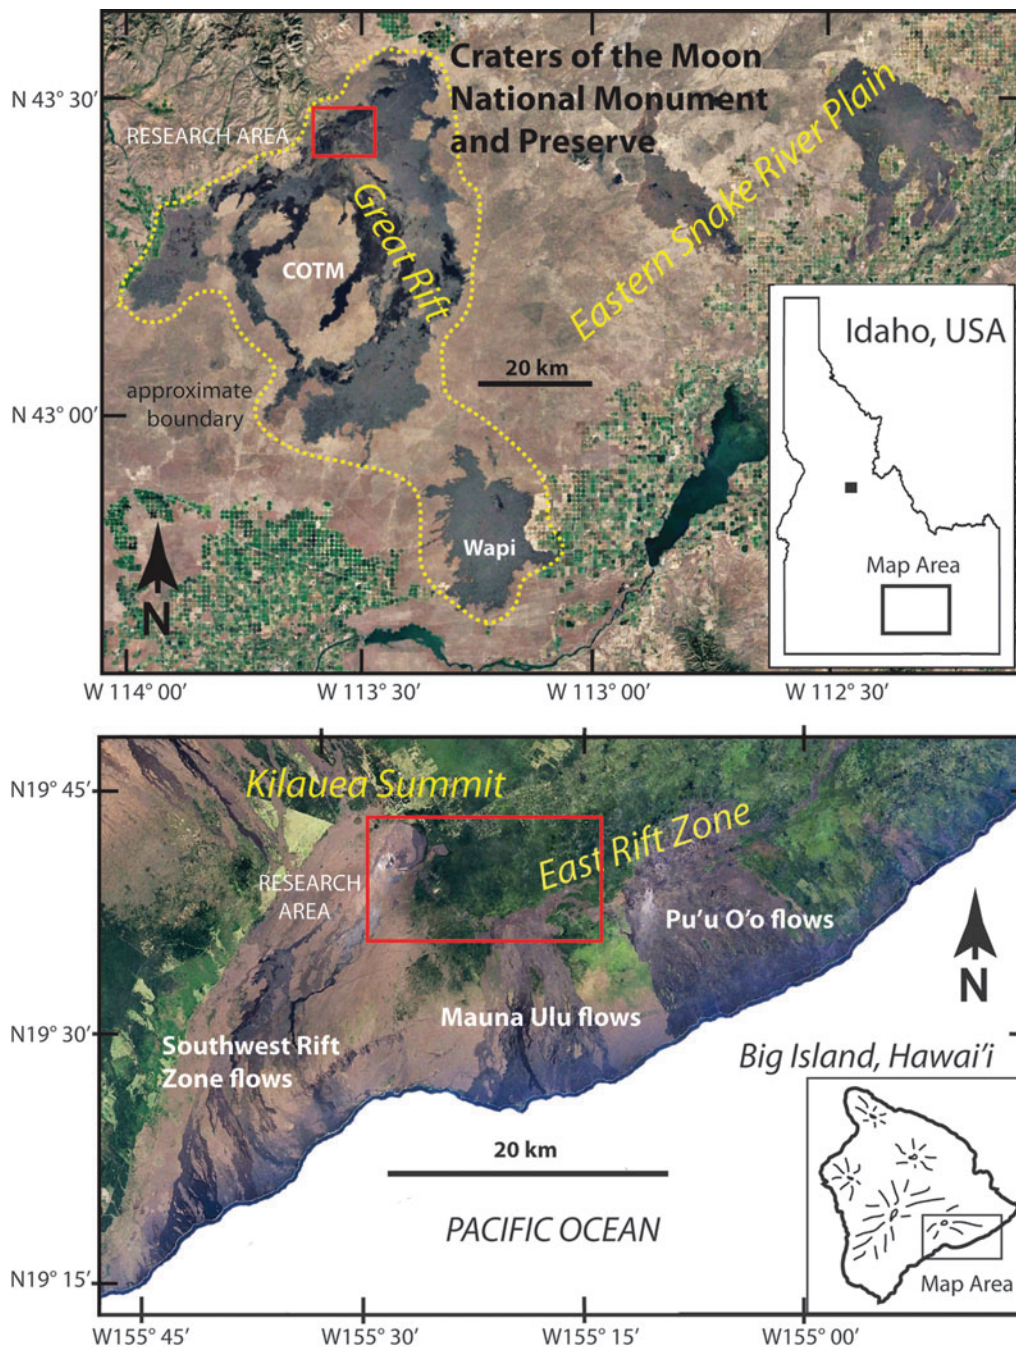 Craters of the Moon
National Monument
and Preserve
N 43° 30'
RESEARCH AREA
Great Rift
Eastern Snake River Plain
COTM
Idaho, USA
20 km
approximate
boundary
N 43° 00'
Wapi
Map Area
N
W 114° 00'
W 113° 30'
W 113° 00'
W 112° 30'
N19° 45'
Kilauea Summit
East Rift Zone
RESEARCH
AREA
Pu'u O'o flows
N
Mauna Ulu flows
N19° 30'
Southwest Rift
Zone flows
Big Island, Hawai'i
20 km
PACIFIC OCEAN
Map Area
N19° 15'
W155° 45'
W155° 30'
W155° 15'
W155° 00'